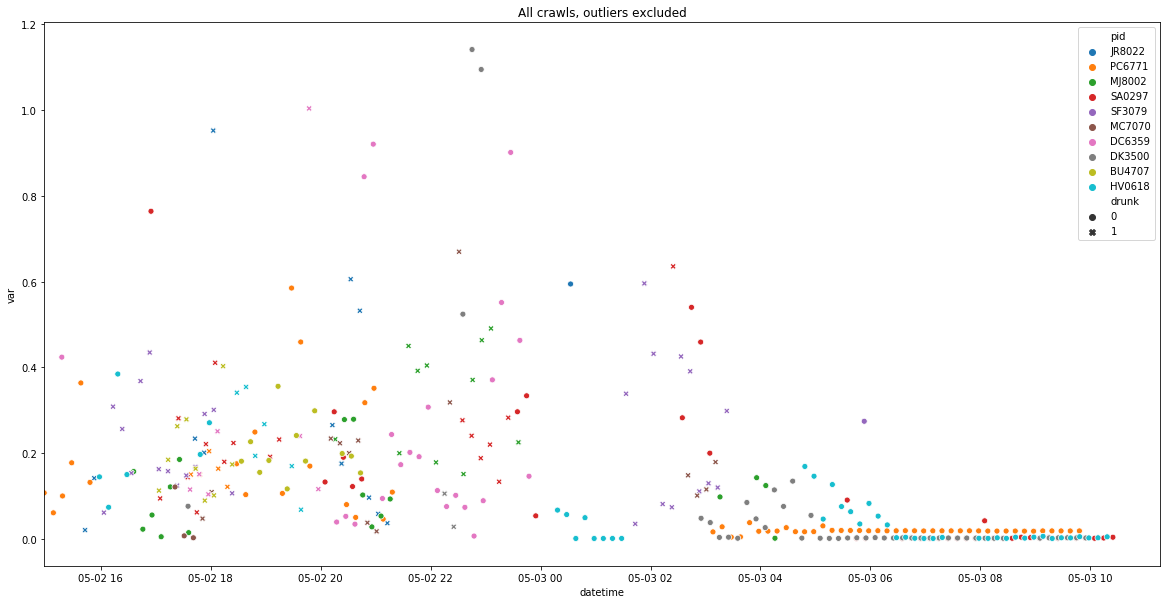 All crawls, outliers excluded
1.2
1.0
0.8
0.6
0.4
0.2
0.0
var
pid
JR8022
PC6771
MJ8002
SA0297
SF3079
MC7070
DC6359
DK3500
BU4707
HV0618
drunk
0
1
05-02 16
05-02 18
05-02 20
05-02 22
05-03 00
05-03 02
05-03 04
05-03 06
05-03 08
05-03 10
datetime